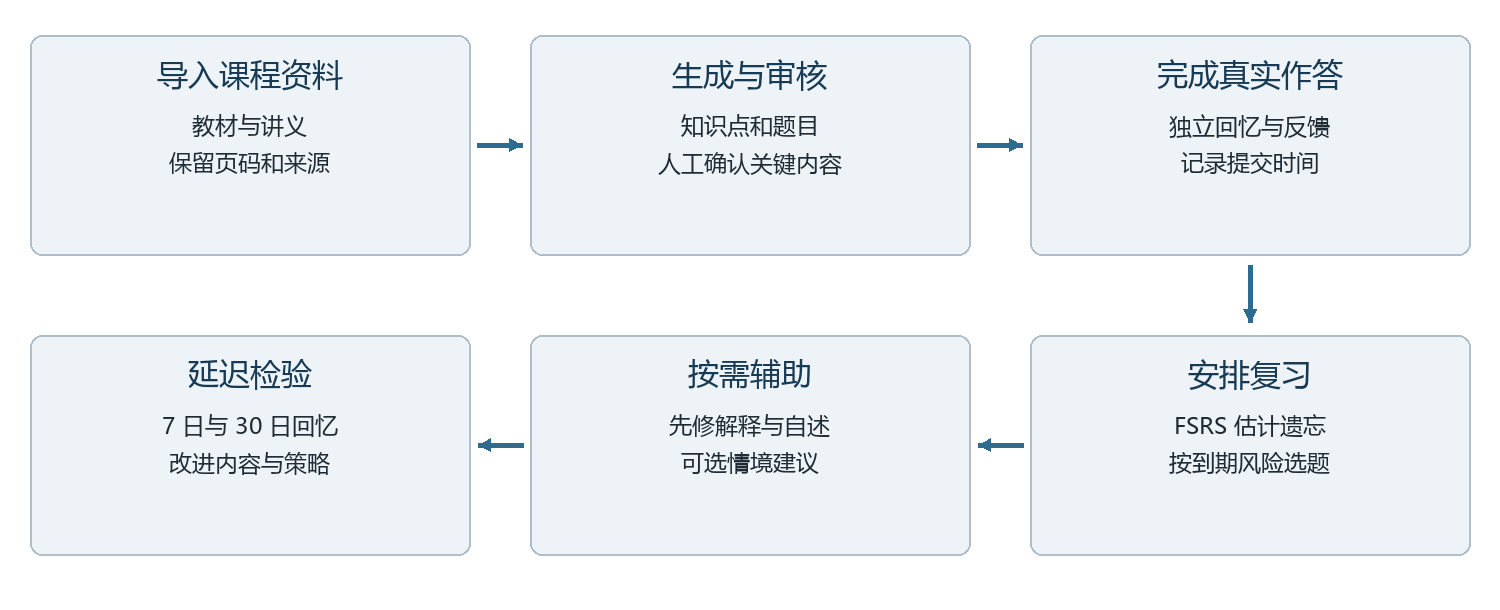 导入课程资料
教材与讲义
保留页码和来源
生成与审核
知识点和题目
人工确认关键内容
完成真实作答
独立回忆与反馈
记录提交时间
安排复习
FSRS 估计遗忘
按到期风险选题
按需辅助
先修解释与自述
可选情境建议
延迟检验
7 日与 30 日回忆
改进内容与策略